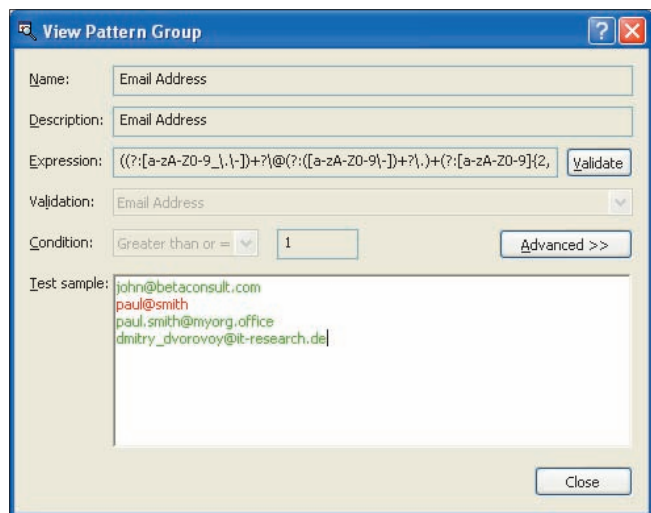 View Pattern Group
Name: Email Address
Description: Email Address
Expression: ((?:[a-zA-Z0-9_\.\-])+?\@(?:([a-zA-Z0-9\-])+?\.)+(?:[a-zA-Z0-9]{2, Validate
Validation: Email Address
Condition: Greater than or = 1 Advanced >>
Test sample: john@betaconsult.com
paul@smith
paul.smith@myorg.office
dmitry_dvorovoy@it-research.de
Close